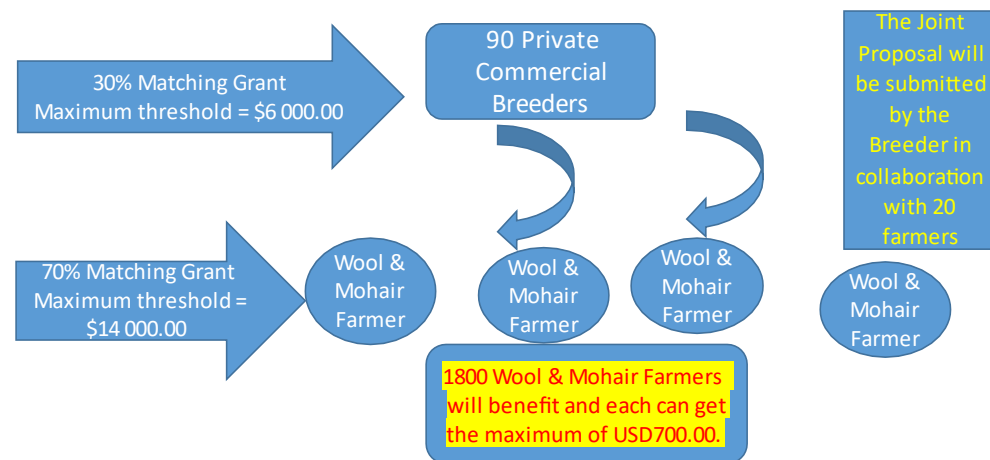 30% Matching Grant
Maximum threshold = $6 000.00
90 Private
Commercial
Breeders
The Joint
Proposal will
be submitted
by the
Breeder in
collaboration
with 20
farmers
70% Matching Grant
Maximum threshold =
$14 000.00
Wool &
Mohair
Farmer
Wool &
Mohair
Farmer
Wool &
Mohair
Farmer
Wool &
Mohair
Farmer
1800 Wool & Mohair Farmers
will benefit and each can get
the maximum of USD700.00.